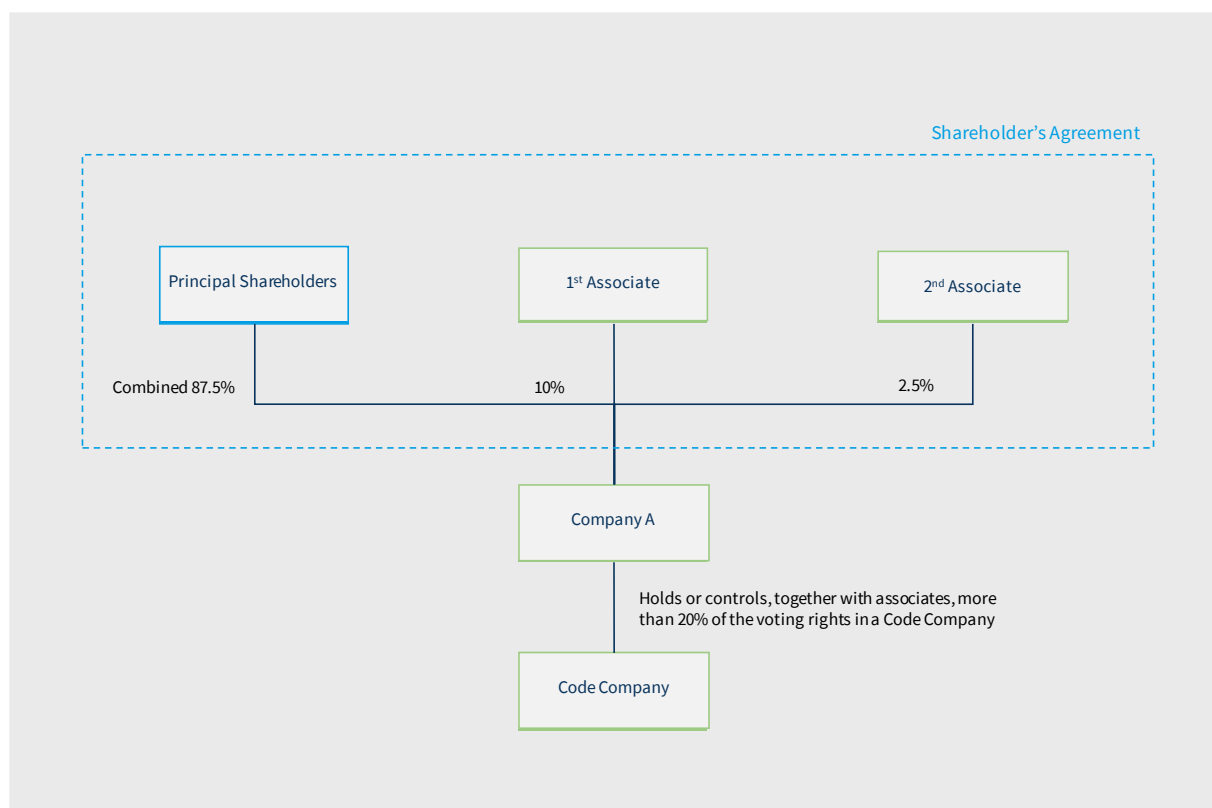 Shareholder's Agreement
Principal Shareholders
1st Associate
2nd Associate
Combined 87.5%
10%
2.5%
Company A
Holds or controls, together with associates, more
than 20% of the voting rights in a Code Company
Code Company